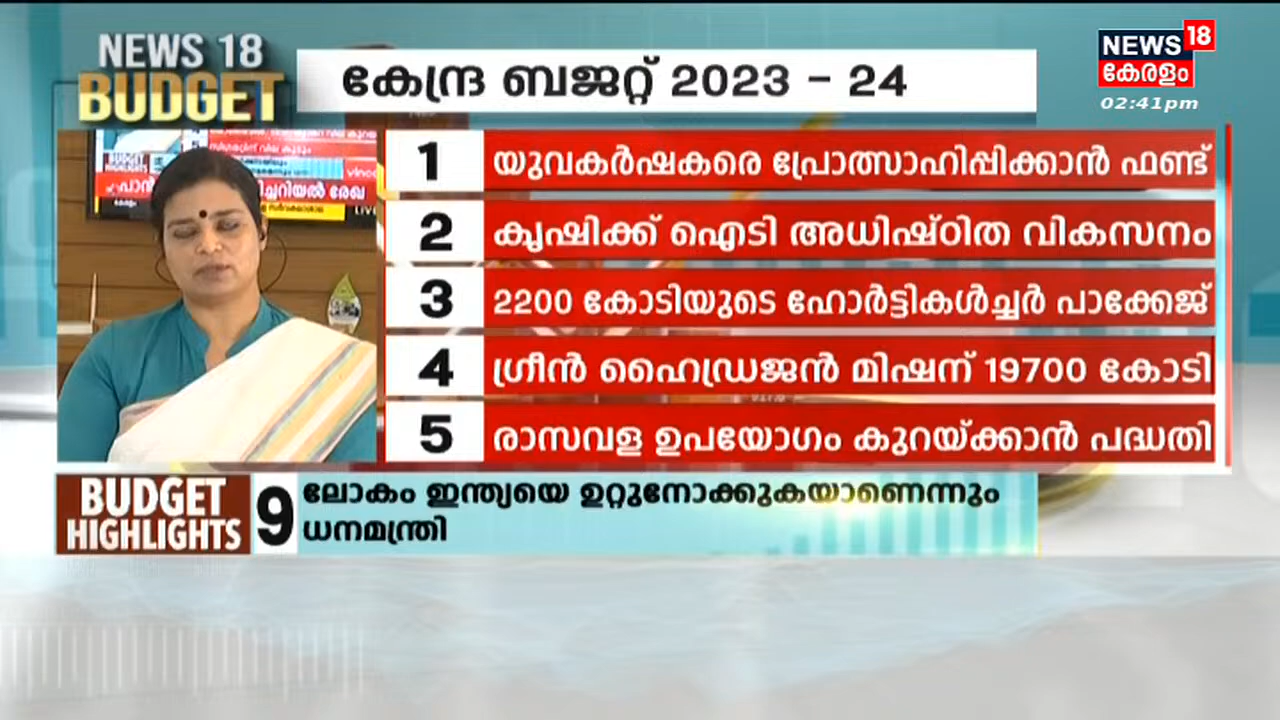 NEWS 18
BUDGET
കേന്ദ്ര ബജറ്റ് 2023 - 24
NEWS 18
കേരളം
02:41pm
1 യുവകർഷകരെ പ്രോത്സാഹിപ്പിക്കാൻ ഫണ്ട്
2 കൃഷിക്ക് ഐടി അധിഷ്ഠിത വികസനം
3 2200 കോടിയുടെ ഹോർട്ടികൾച്ചർ പാക്കേജ്
4 ഗ്രീൻ ഹൈഡ്രജൻ മിഷന് 19700 കോടി
5 രാസവള ഉപയോഗം കുറയ്ക്കാൻ പദ്ധതി
BUDGET
HIGHLIGHTS
9 ലോകം ഇന്ത്യയെ ഉറ്റുനോക്കുകയാണെന്നും
ധനമന്ത്രി